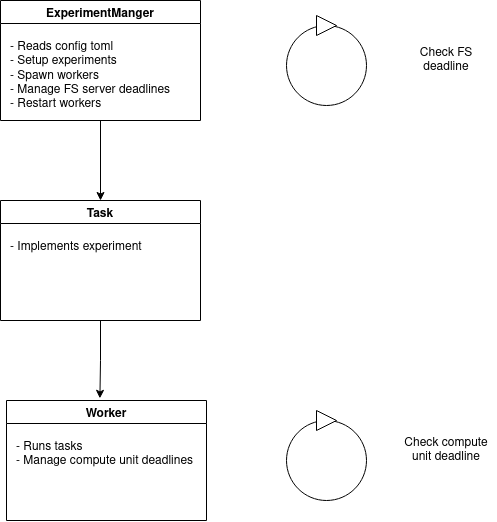 ExperimentManger
- Reads config toml
- Setup experiments
- Spawn workers
- Manage FS server deadlines
- Restart workers
Check FS
deadline
Task
- Implements experiment
Worker
- Runs tasks
- Manage compute unit deadlines
Check compute
unit deadline